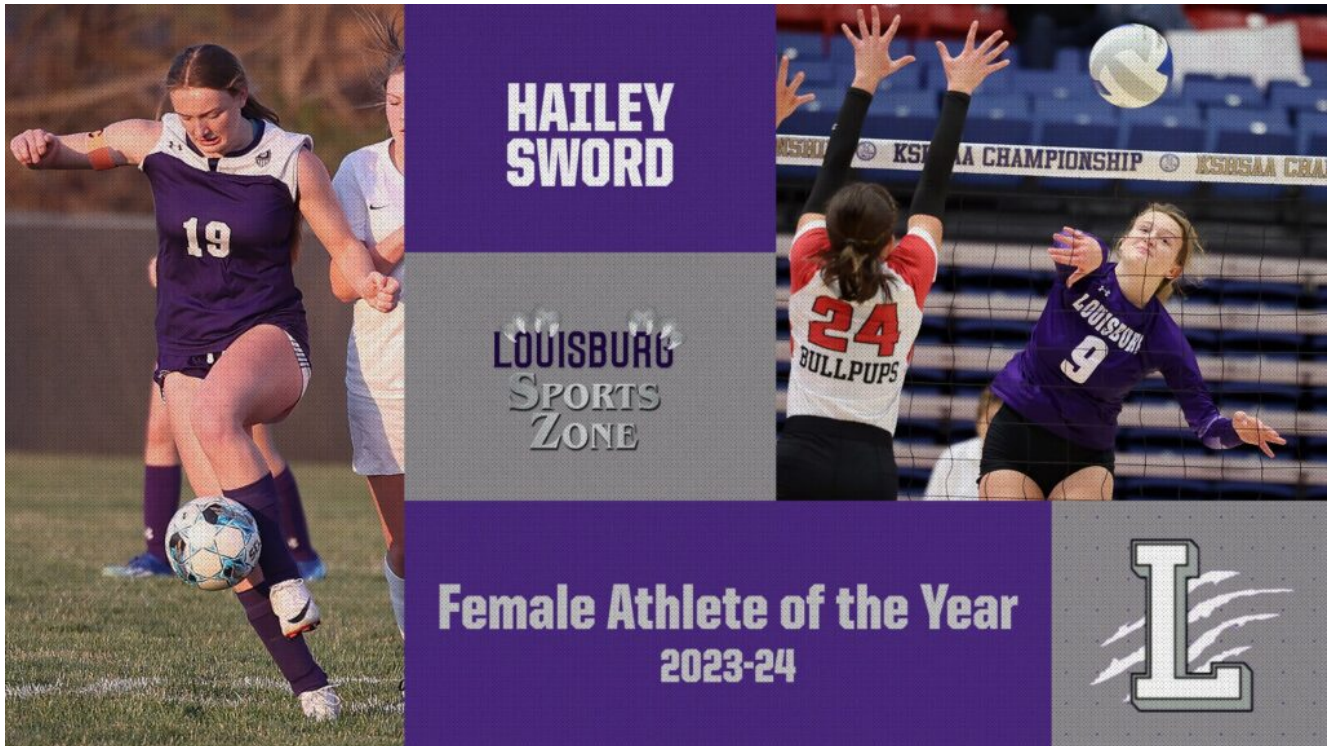 HAILEY
SWORD
19
LOUISBURG
SPORTS
ZONE
KSHSAA CHAMPIONSHIP
KSHSAA CHA
24
BULLPUPS
LOUISBURG
9
Female Athlete of the Year
2023-24
L